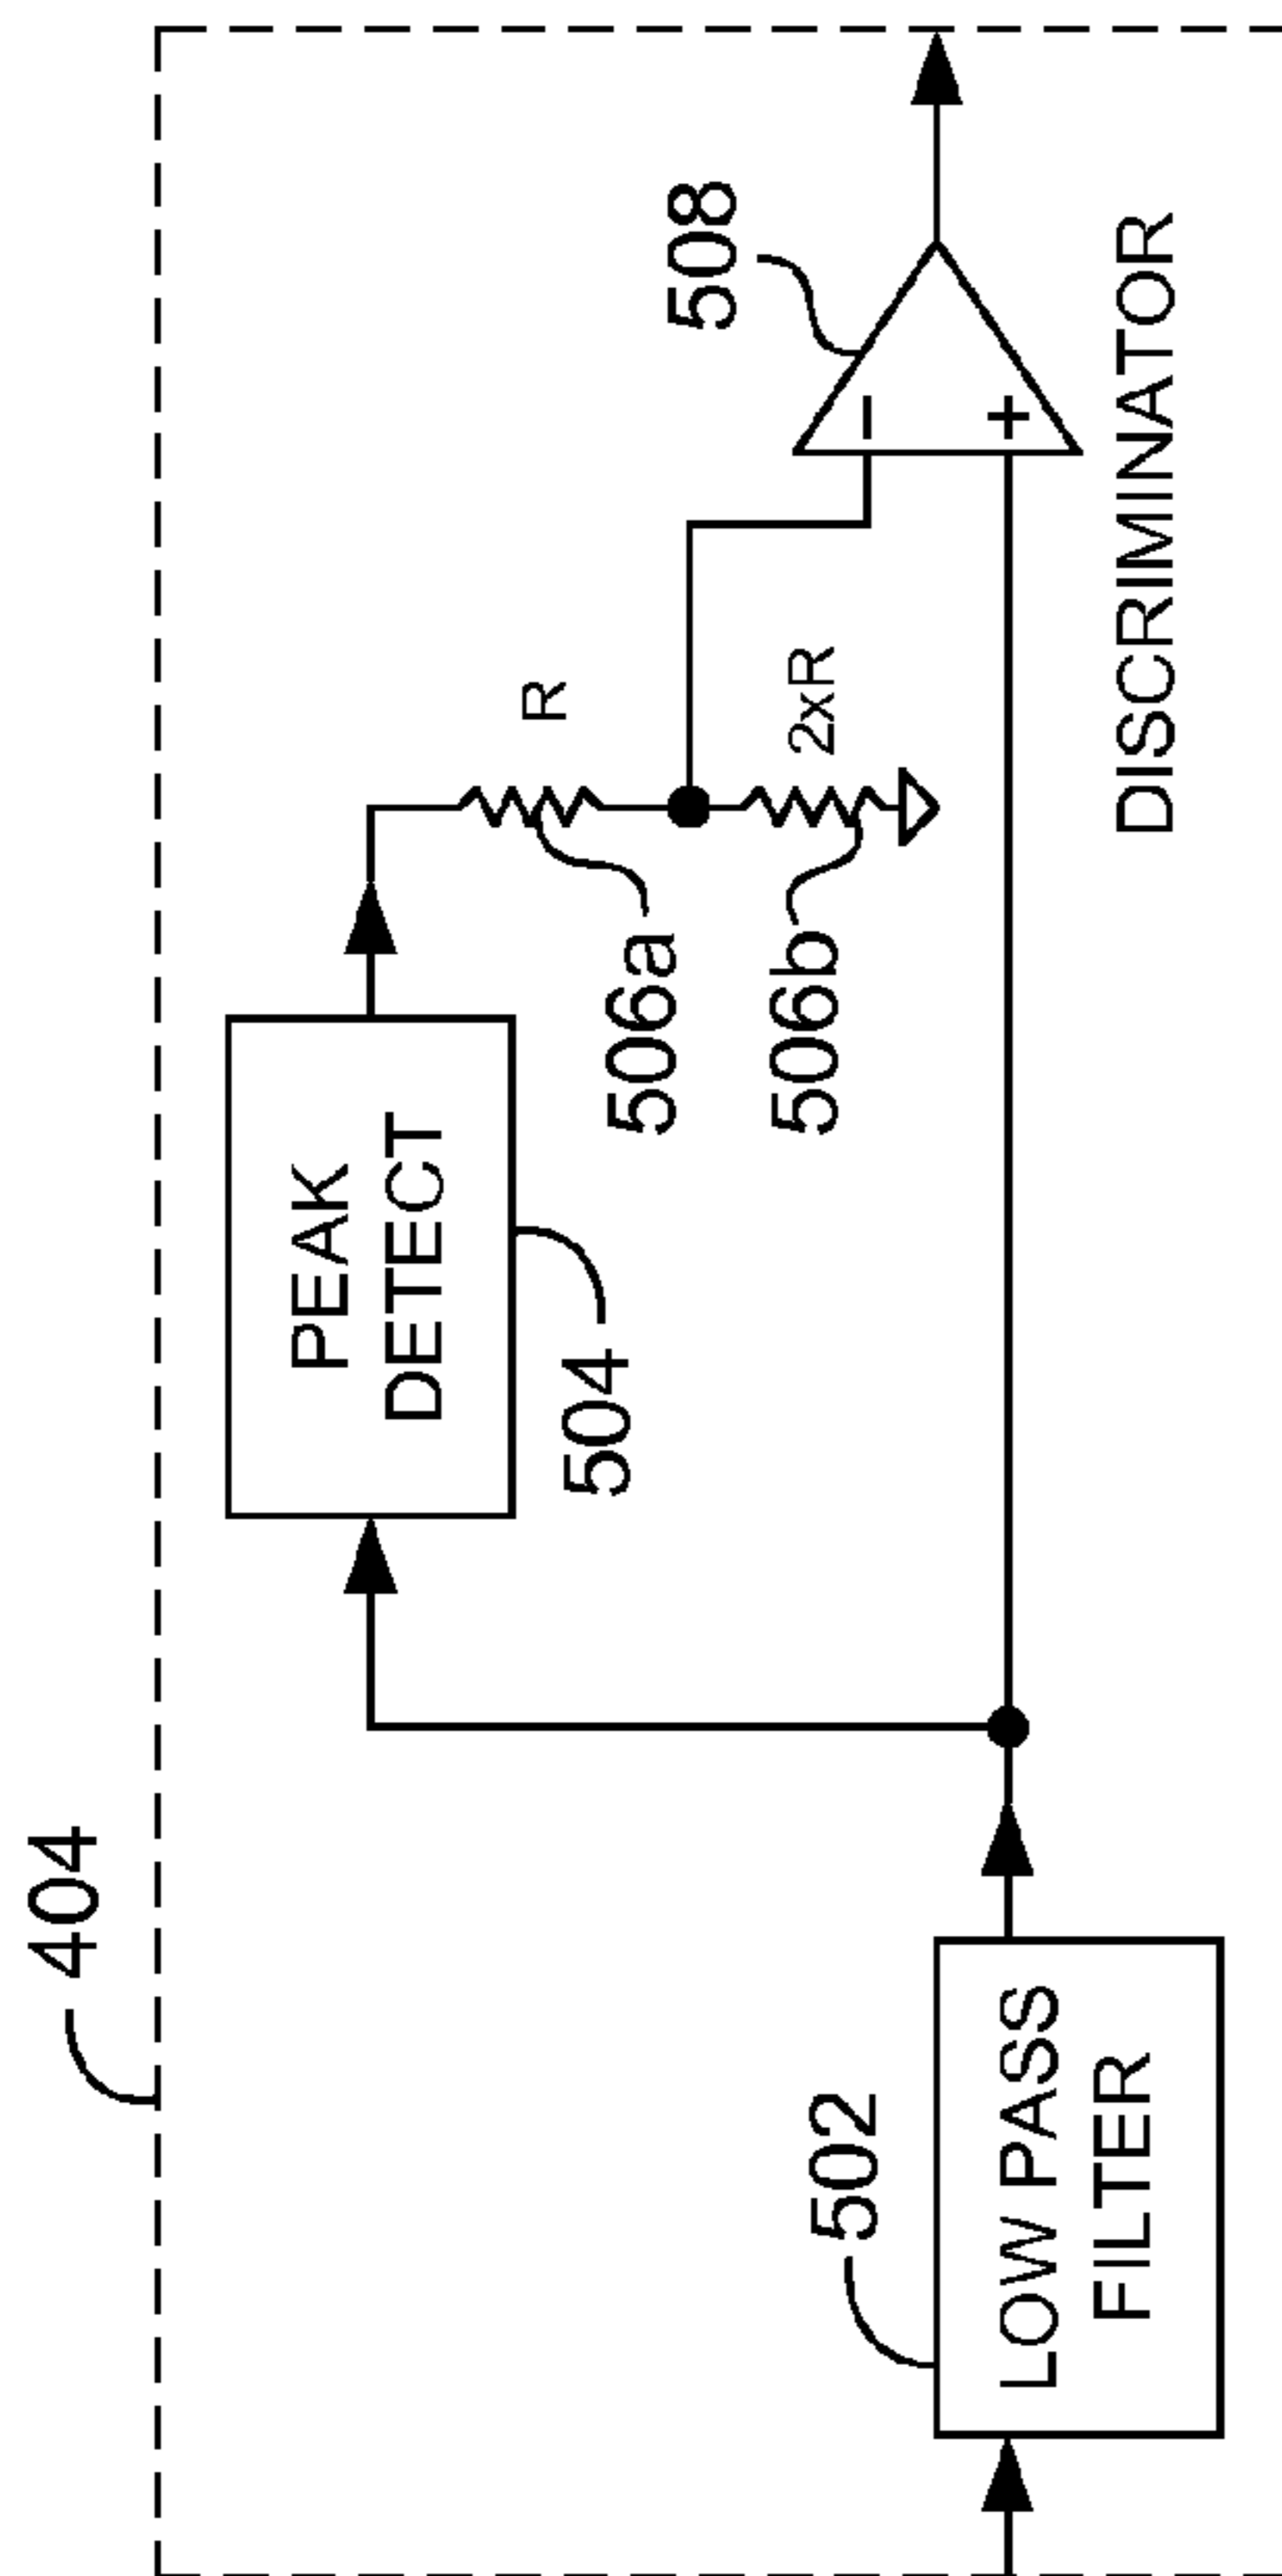 404
PEAK
DETECT
504
R
506a
2xR
506b
508
502
LOW PASS
FILTER
DISCRIMINATOR